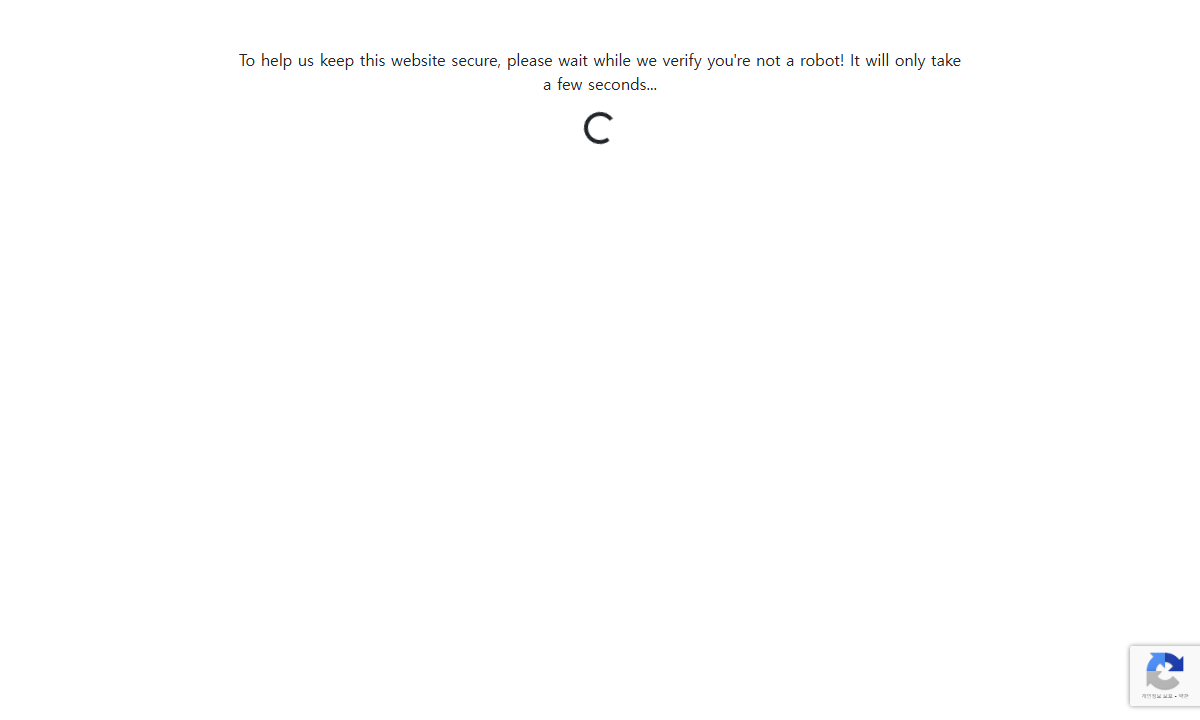 To help us keep this website secure, please wait while we verify you're not a robot! It will only take
a few seconds...
개인정보 보호 • 약관